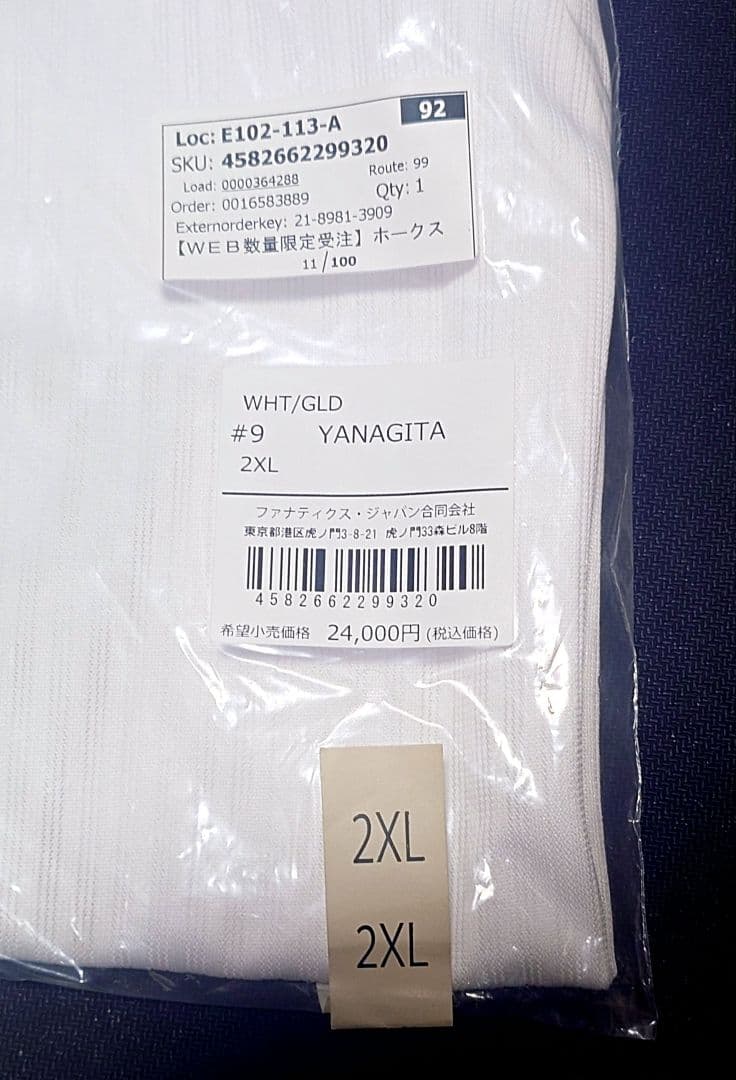 92
Loc: E102-113-A
SKU: 4582662299320
Load: 0000364288 Route: 99
Order: 0016583889 Qty: 1
Externorderkey: 21-8981-3909
【WEB数量限定受注】ホークス
11/100
WHT/GLD
#9 YANAGITA
2XL
ファナティクス・ジャパン合同会社
東京都港区虎ノ門3-8-21 虎ノ門33森ビル8階
4582662299320
希望小売価格 24,000円(税込価格)
2XL
2XL